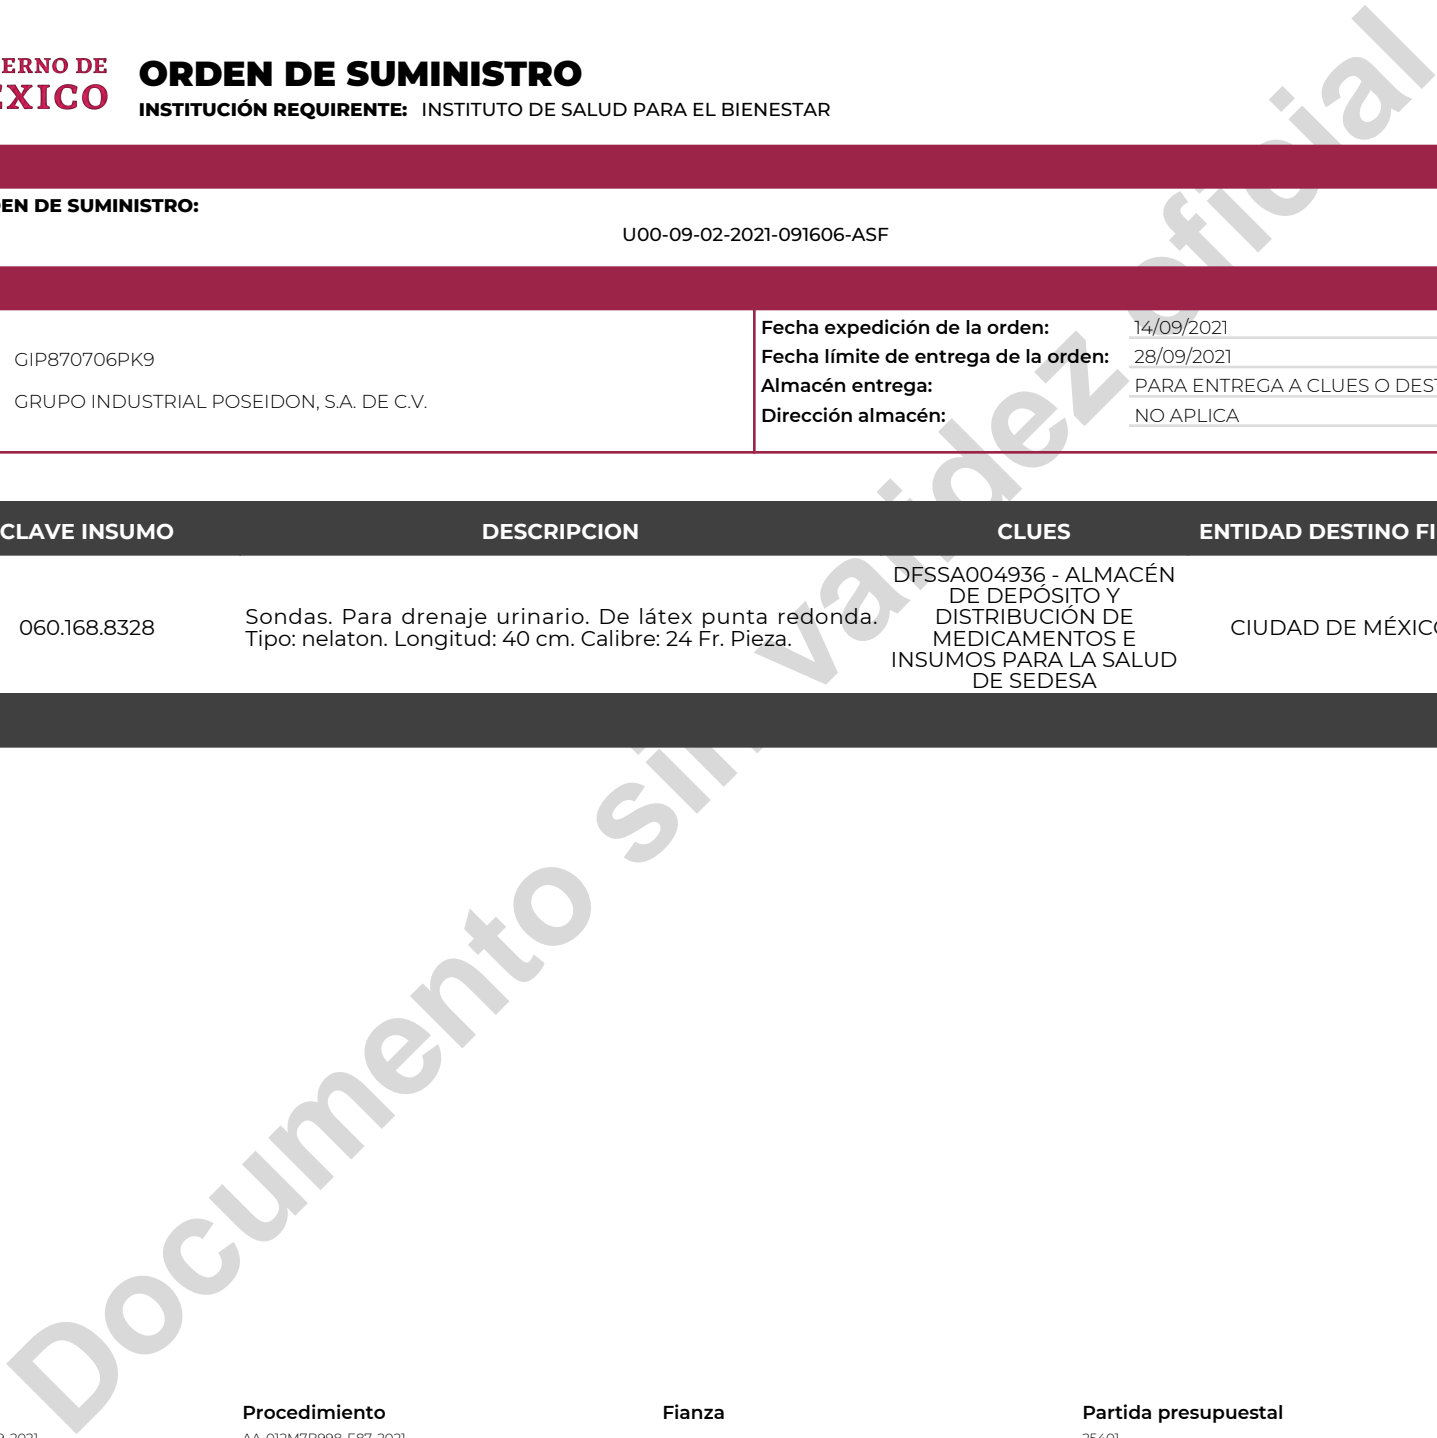 ERNO DE
ÉXICO
ORDEN DE SUMINISTRO
INSTITUCIÓN REQUIRENTE: INSTITUTO DE SALUD PARA EL BIENESTAR
EN DE SUMINISTRO:
U00-09-02-2021-091606-ASF
GIP870706PK9
GRUPO INDUSTRIAL POSEIDON, S.A. DE C.V.
Fecha expedición de la orden: 14/09/2021
Fecha límite de entrega de la orden: 28/09/2021
Almacén entrega: PARA ENTREGA A CLUES O DEST
Dirección almacén: NO APLICA
CLAVE INSUMO DESCRIPCION CLUES ENTIDAD DESTINO FI
060.168.8328
Sondas. Para drenaje urinario. De látex punta redonda.
Tipo: nelaton. Longitud: 40 cm. Calibre: 24 Fr. Pieza.
DFSSA004936 - ALMACÉN
DE DEPÓSITO Y
DISTRIBUCIÓN DE
MEDICAMENTOS E
INSUMOS PARA LA SALUD
DE SEDESA
CIUDAD DE MÉXICO
Documento sin validez oficial
Procedimiento Fianza Partida presupuestal